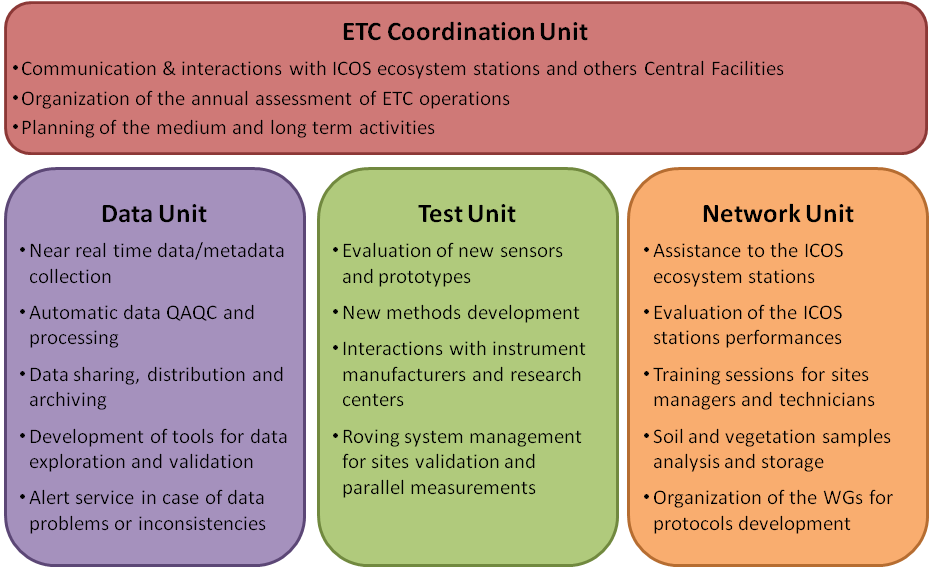 ETC Coordination Unit
•Communication & interactions with ICOS ecosystem stations and others Central Facilities
•Organization of the annual assessment of ETC operations
•Planning of the medium and long term activities
Data Unit
•Near real time data/metadata
collection
•Automatic data QAQC and
processing
•Data sharing, distribution and
archiving
•Development of tools for data
exploration and validation
•Alert service in case of data
problems or inconsistencies
Test Unit
•Evaluation of new sensors
and prototypes
•New methods development
•Interactions with instrument
manufacturers and research
centers
•Roving system management
for sites validation and
parallel measurements
Network Unit
•Assistance to the ICOS
ecosystem stations
•Evaluation of the ICOS
stations performances
•Training sessions for sites
managers and technicians
•Soil and vegetation samples
analysis and storage
•Organization of the WGs for
protocols development